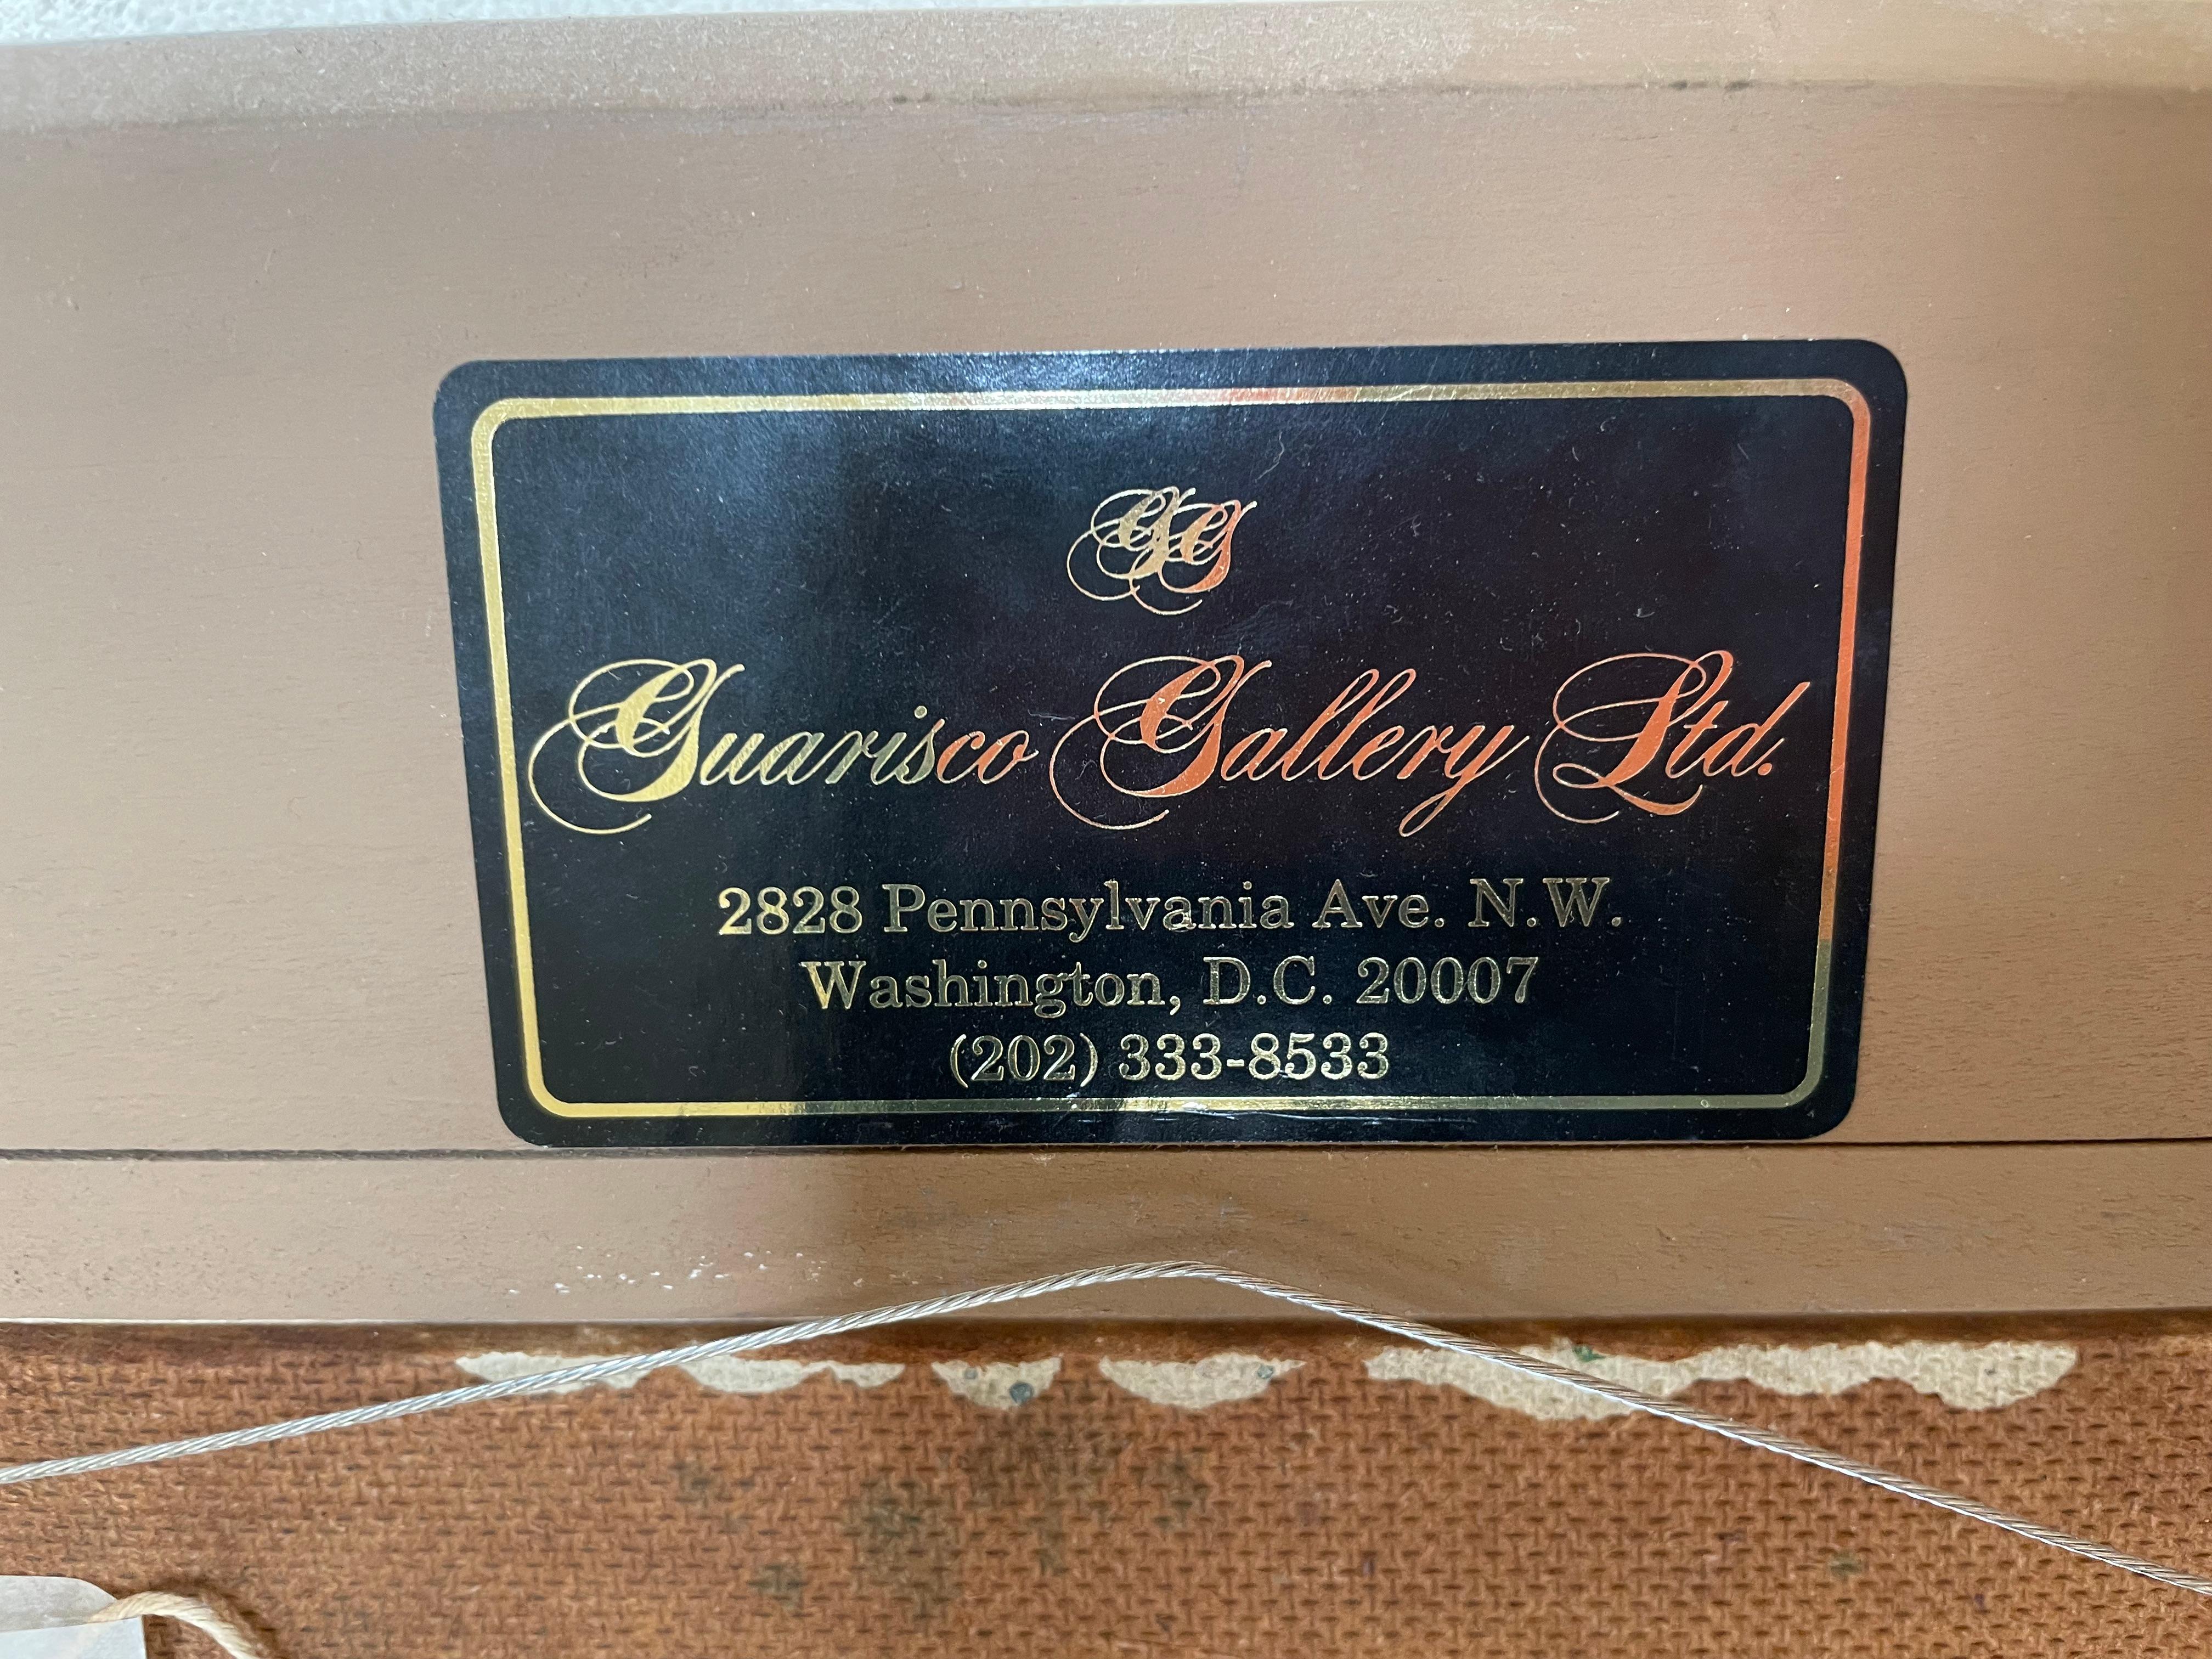 GG
Guarisco Gallery Ltd.
2828 Pennsylvania Ave. N.W.
Washington, D.C. 20007
(202) 333-8533